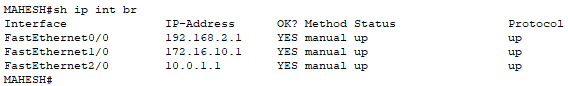 MAHESH#sh ip int br
Interface IP-Address OK? Method Status Protocol
FastEthernet0/0 192.168.2.1 YES manual up up
FastEthernet1/0 172.16.10.1 YES manual up up
FastEthernet2/0 10.0.1.1 YES manual up up
MAHESH#